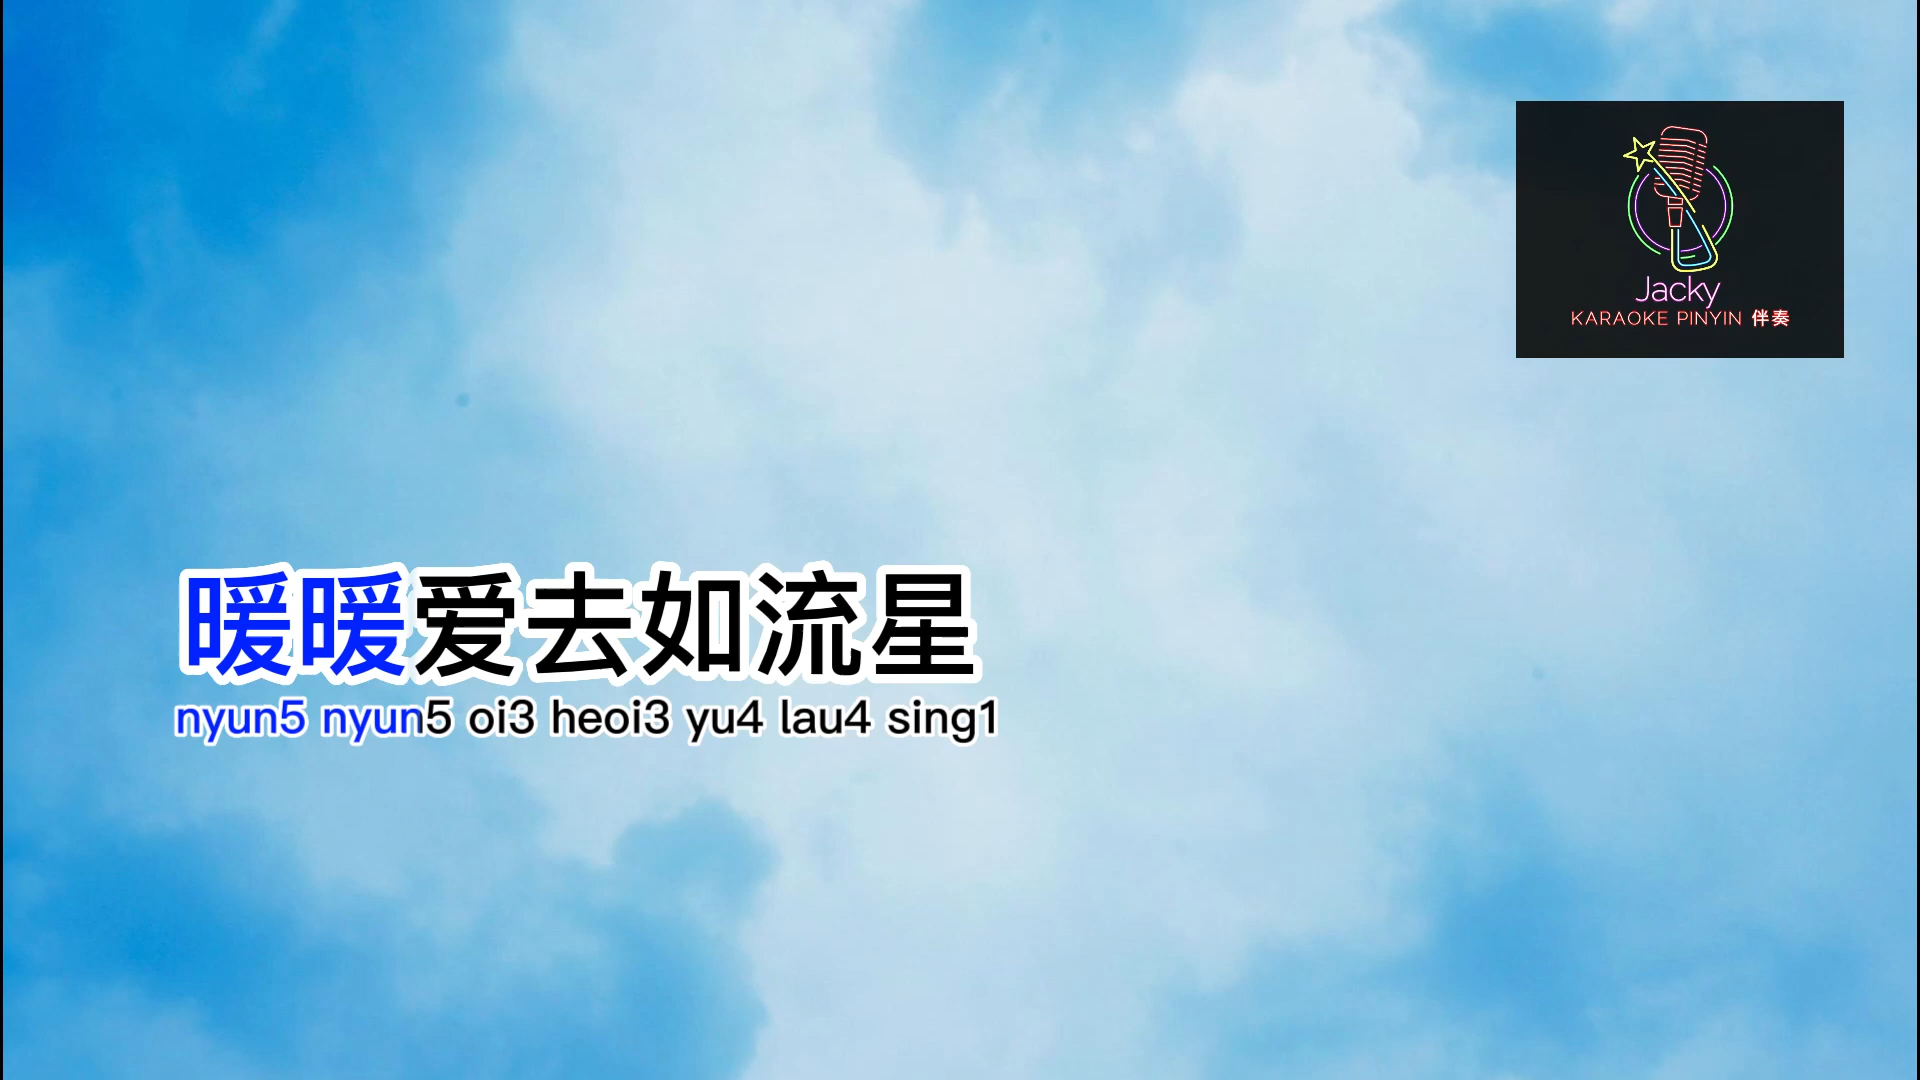 Jacky
KARAOKE PINYIN 伴奏
暖暖爱去如流星
nyun5 nyun5 oi3 heoi3 yu4 lau4 sing1